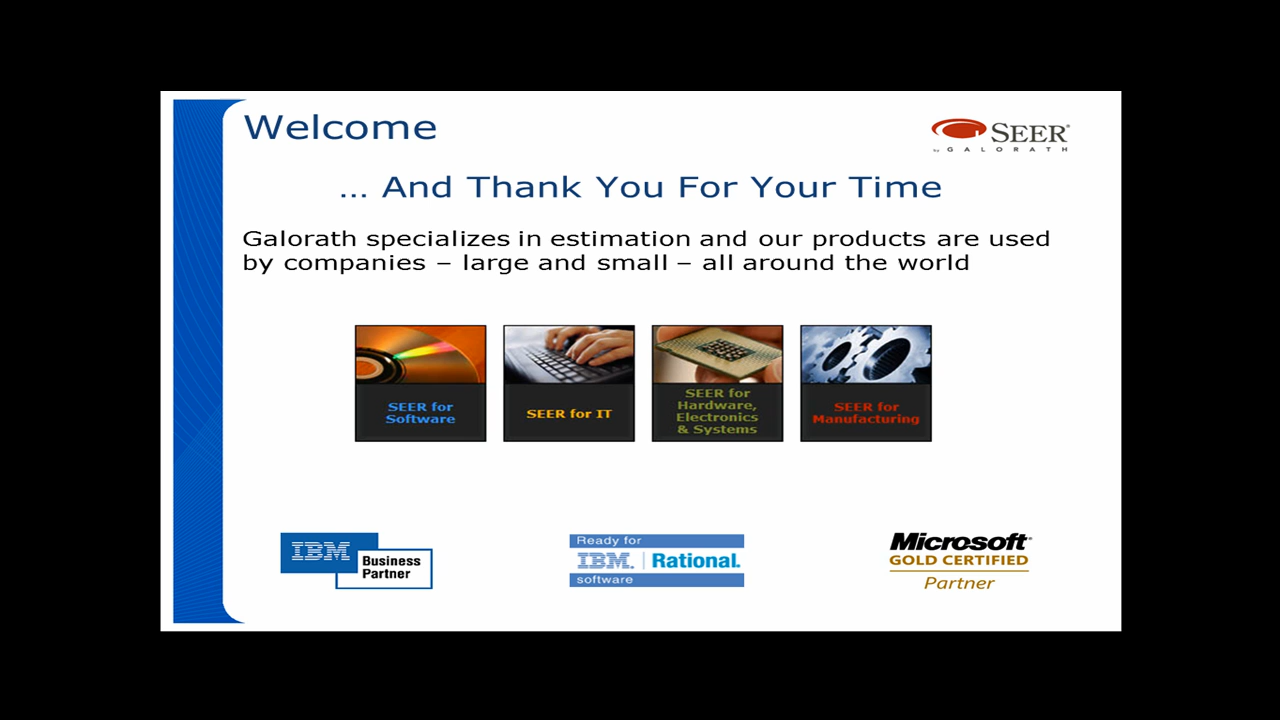 Welcome
SEER®
by GALORATH
... And Thank You For Your Time
Galorath specializes in estimation and our products are used
by companies – large and small – all around the world
SEER for
Software
SEER for IT
SEER for
Hardware,
Electronics
& Systems
SEER for
Manufacturing
IBM
Business
Partner
Ready for
IBM. Rational.
software
Microsoft
GOLD CERTIFIED
Partner